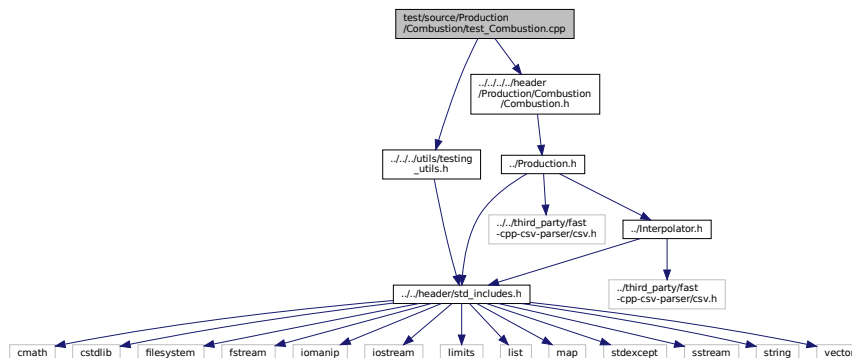 test/source/Production
/Combustion/test_Combustion.cpp
../../../../header
/Production/Combustion
/Combustion.h
../../../utils/testing
_utils.h
../Production.h
../../third_party/fast
-cpp-csv-parser/csv.h
../Interpolator.h
../third_party/fast
-cpp-csv-parser/csv.h
../../header/std_includes.h
cmath
cstdlib
filesystem
fstream
iomanip
iostream
limits
list
map
stdexcept
sstream
string
vector